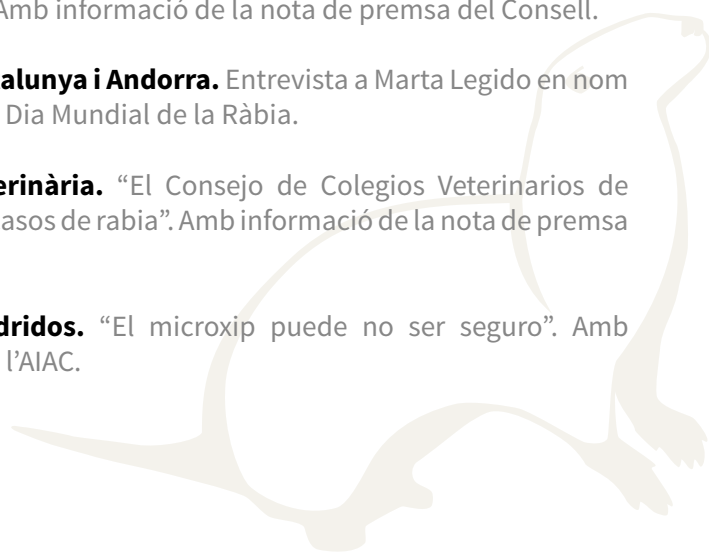 Amb informació de la nota de premsa del Consell.
alunya i Andorra. Entrevista a Marta Legido en nom
Dia Mundial de la Ràbia.
erinària. “El Consejo de Colegios Veterinarios de
asos de rabia”. Amb informació de la nota de premsa
dridos. “El microxip puede no ser seguro”. Amb
l’AIAC.